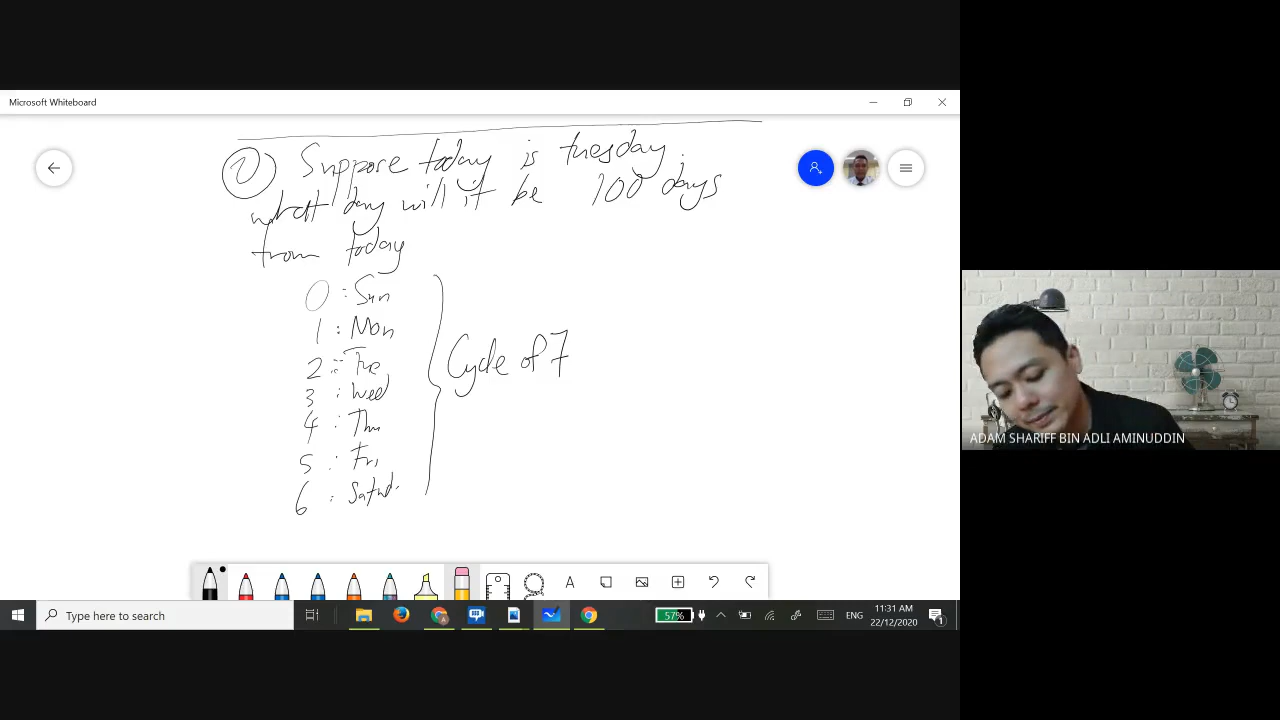 Microsoft Whiteboard
② Suppose today is tuesday.
what day will it be 100 days
from today
0 : Sun
1 : Mon
2 : Tue
3 : Wed
4 : Thu
5 : Fri
6 : Satud.
Cycle of 7
ADAM SHARIFF BIN ADLI AMINUDDIN
A
Type here to search
57%
ENG
11:31 AM
22/12/2020
1